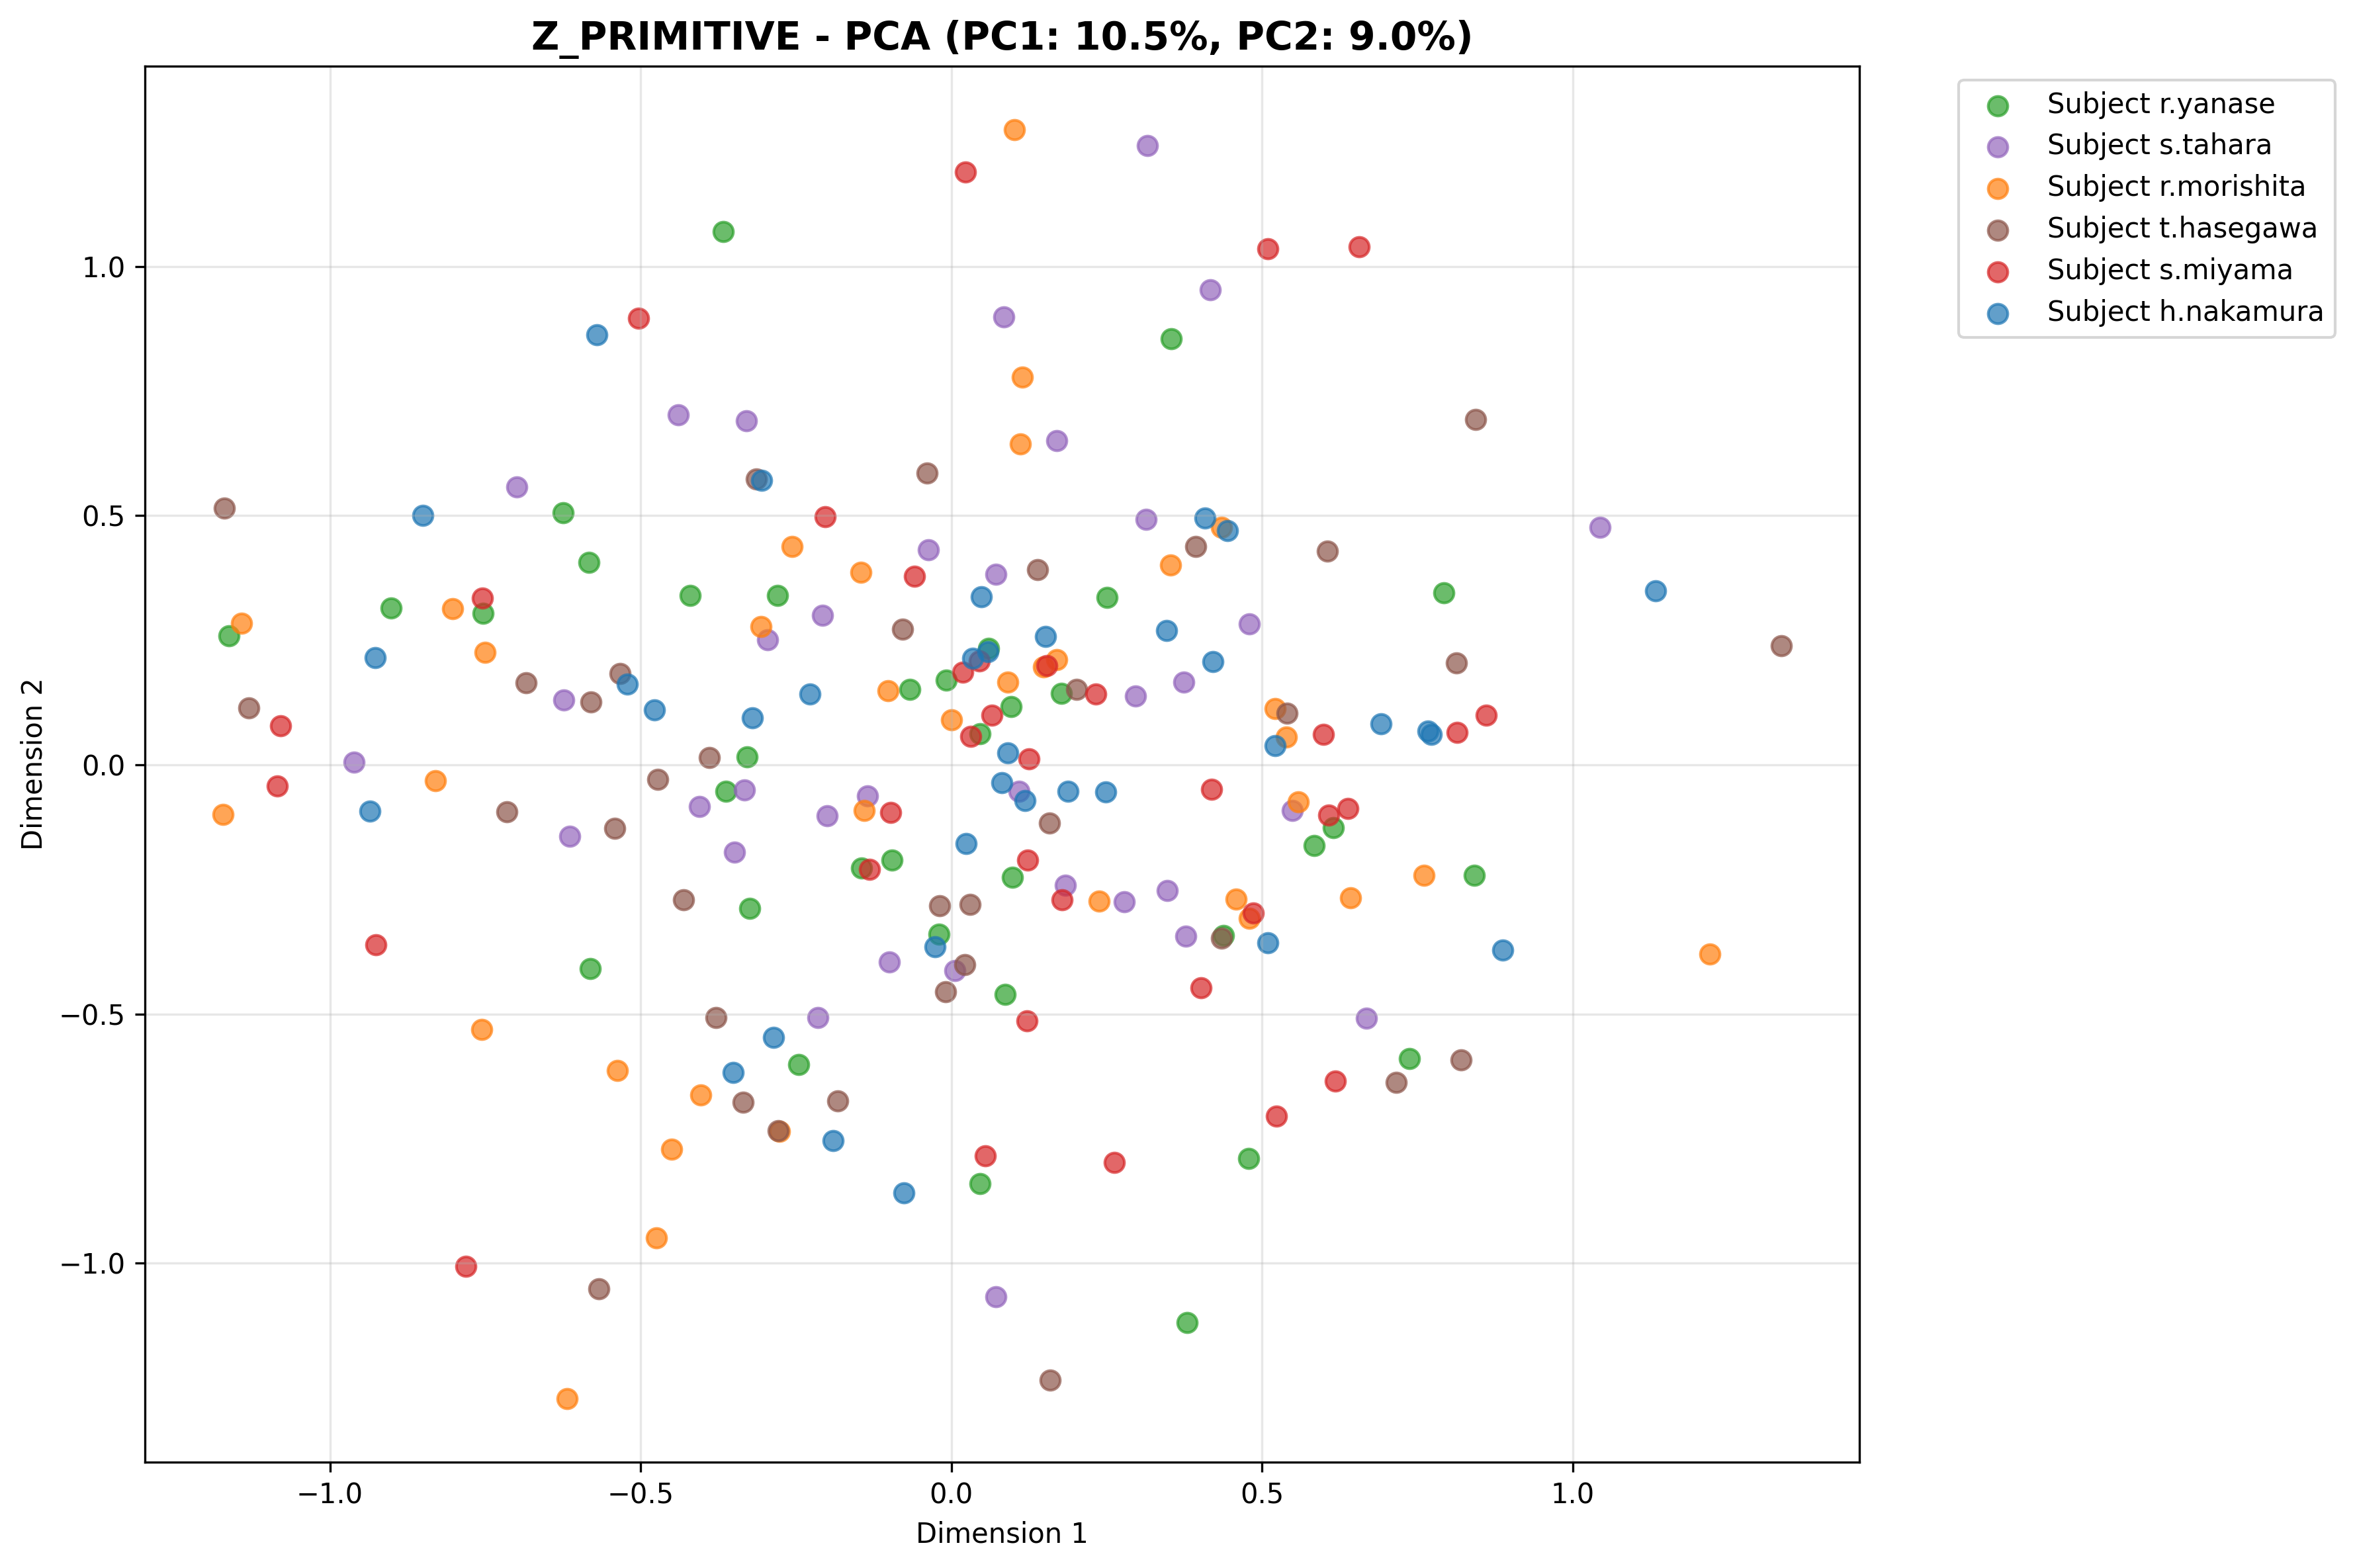 Z_PRIMITIVE - PCA (PC1: 10.5%, PC2: 9.0%)
Subject r.yanase
Subject s.tahara
Subject r.morishita
Subject t.hasegawa
Subject s.miyama
Subject h.nakamura
Dimension 2
1.0
0.5
0.0
−0.5
−1.0
−1.0
−0.5
0.0
0.5
1.0
Dimension 1